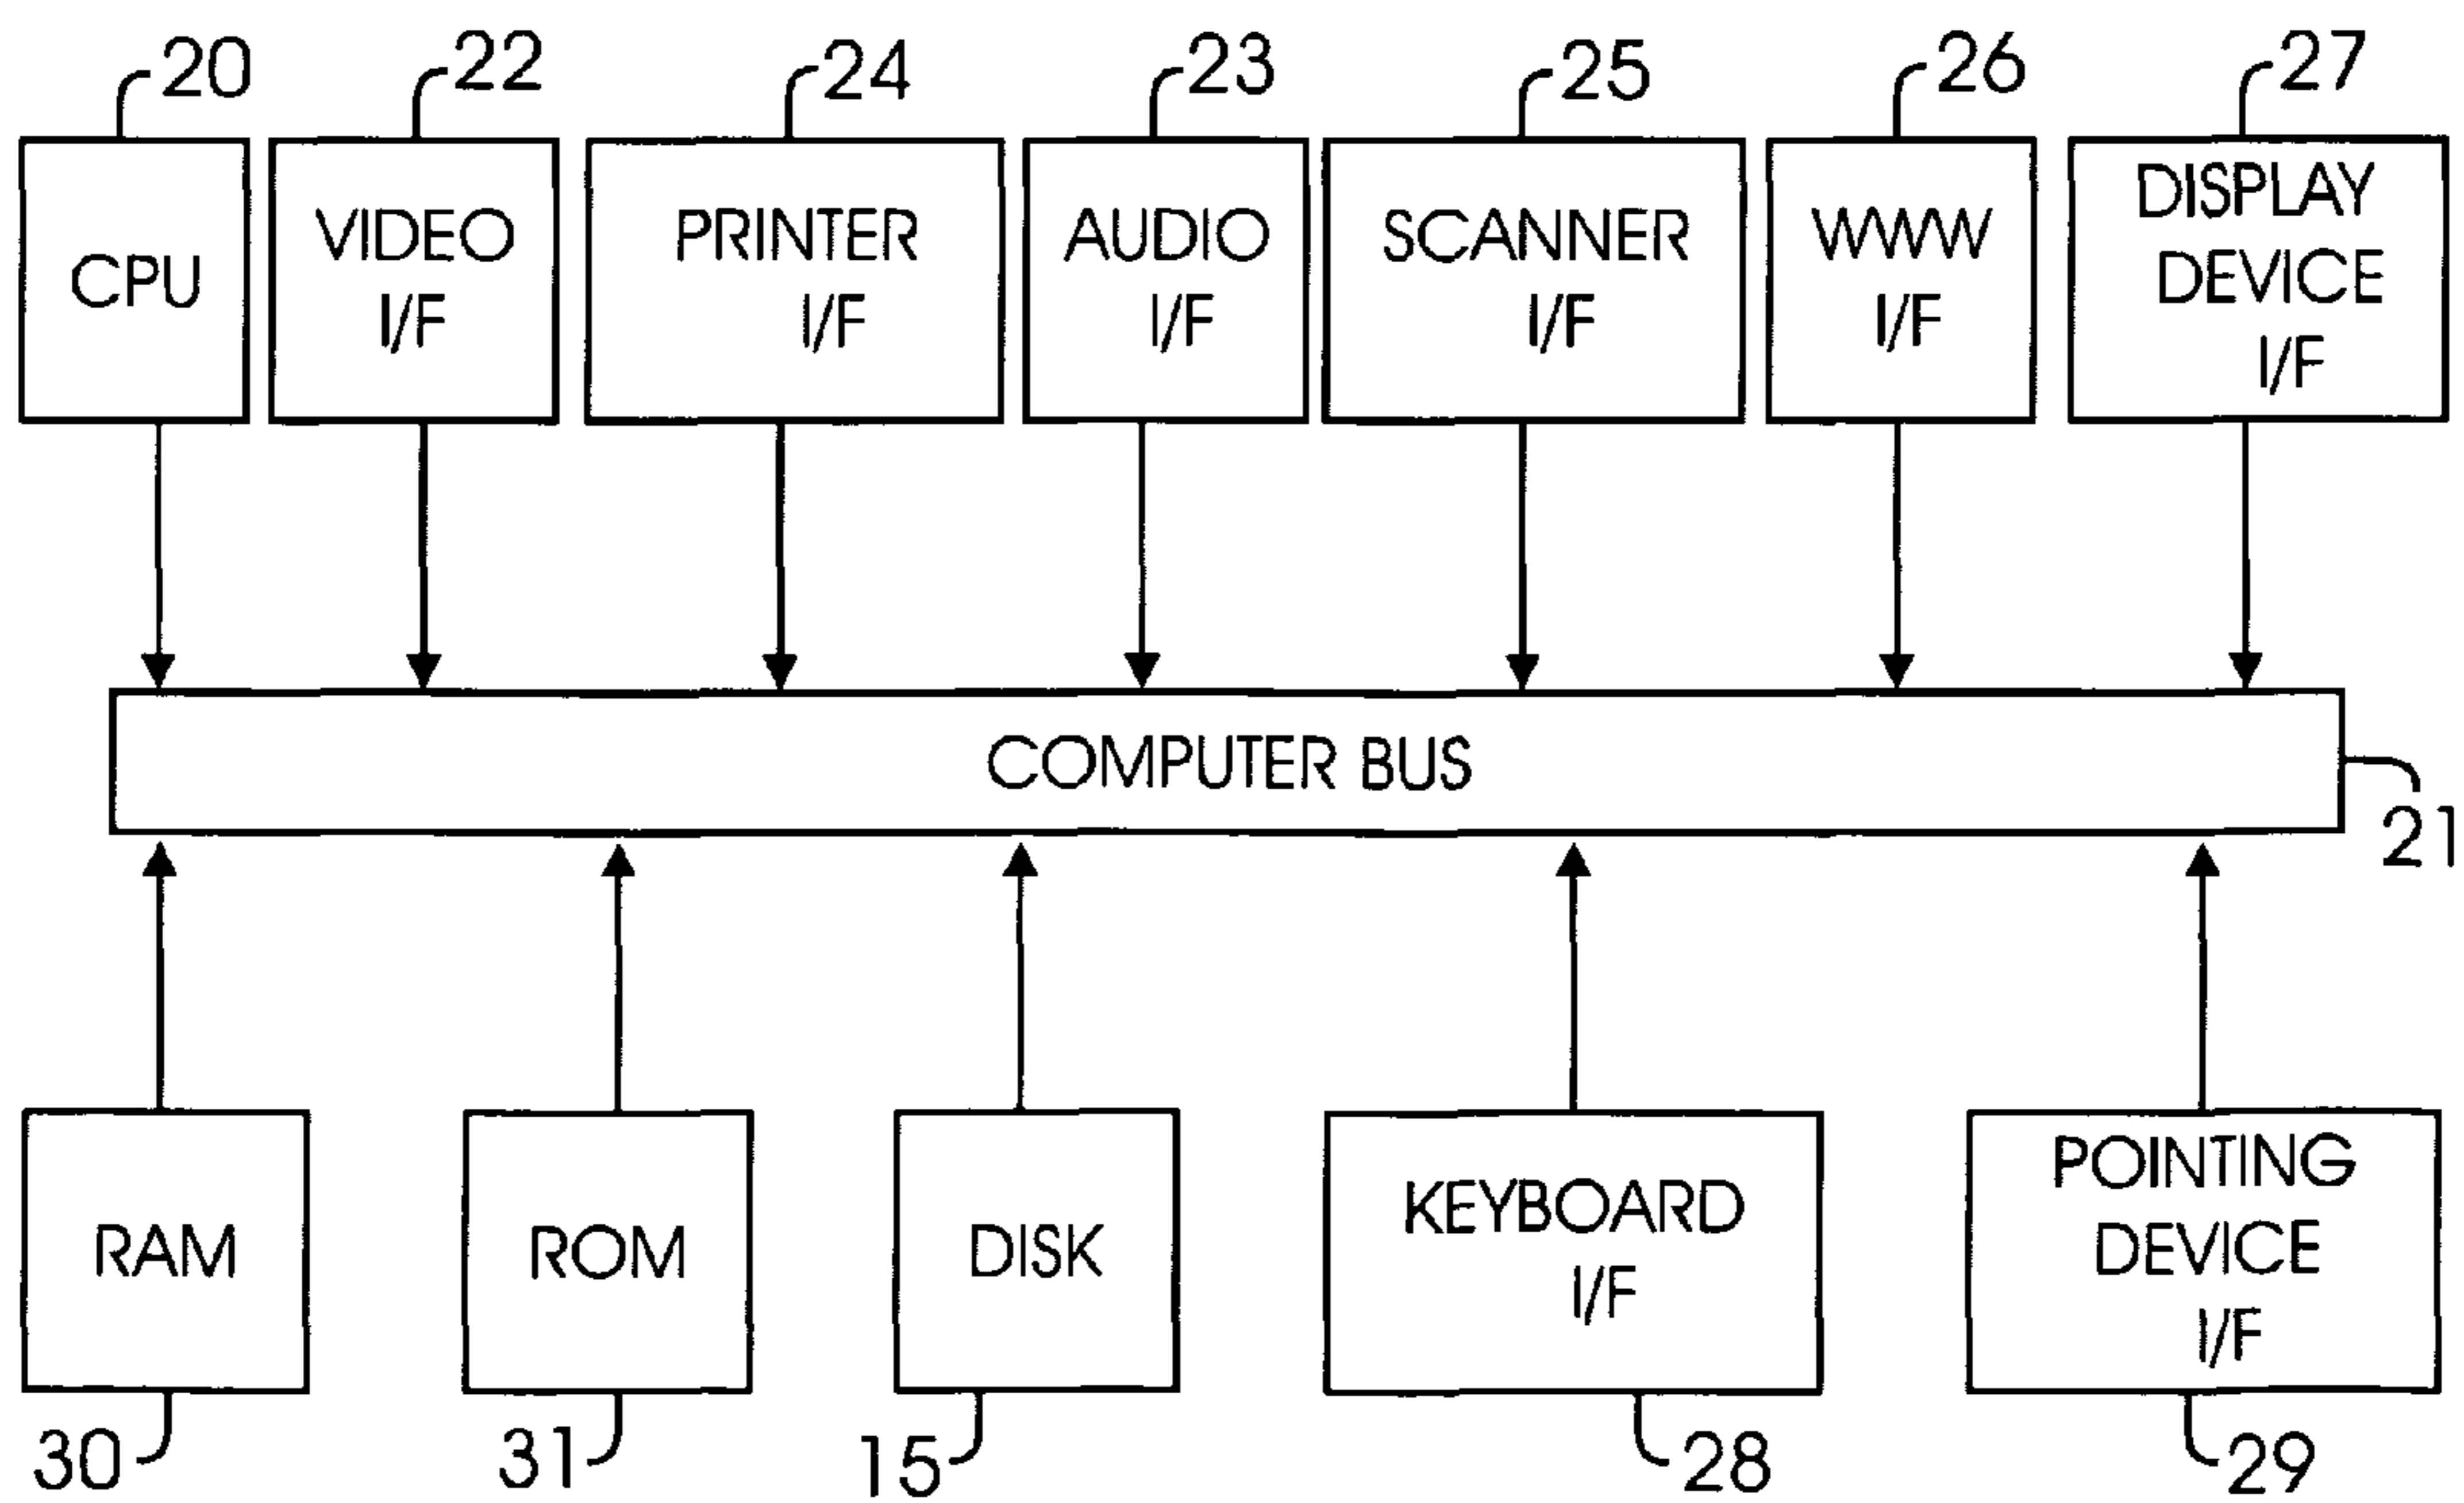 20 22 24 23 25 26 27
CPU
VIDEO
I/F
PRINTER
I/F
AUDIO
I/F
SCANNER
I/F
WWW
I/F
DISPLAY
DEVICE
I/F
COMPUTER BUS
21
RAM
ROM
DISK
KEYBOARD
I/F
POINTING
DEVICE
I/F
30 31 15 28 29